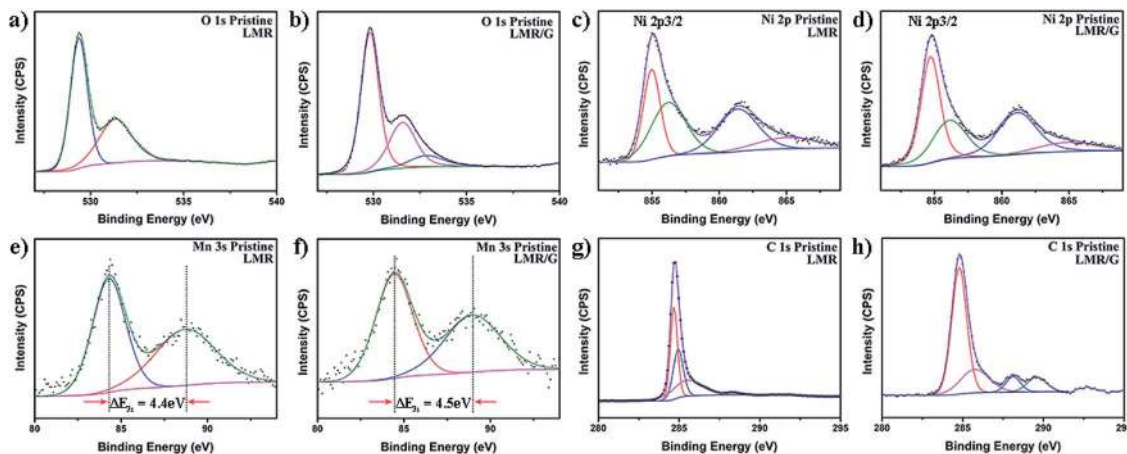 a)
O 1s Pristine
LMR
Intensity (CPS)
530
535
540
Binding Energy (eV)
b)
O 1s Pristine
LMR/G
Intensity (CPS)
530
535
540
Binding Energy (eV)
c)
Ni 2p3/2
Ni 2p Pristine
LMR
Intensity (CPS)
855
860
865
Binding Energy (eV)
d)
Ni 2p3/2
Ni 2p Pristine
LMR/G
Intensity (CPS)
855
860
865
Binding Energy (eV)
e)
Mn 3s Pristine
LMR
Intensity (CPS)
ΔE3s = 4.4eV
80
85
90
Binding Energy (eV)
f)
Mn 3s Pristine
LMR/G
Intensity (CPS)
ΔE3s = 4.5eV
80
85
90
Binding Energy (eV)
g)
C 1s Pristine
LMR
Intensity (CPS)
280
285
290
295
Binding Energy (eV)
h)
C 1s Pristine
LMR/G
Intensity (CPS)
280
285
290
Binding Energy (eV)